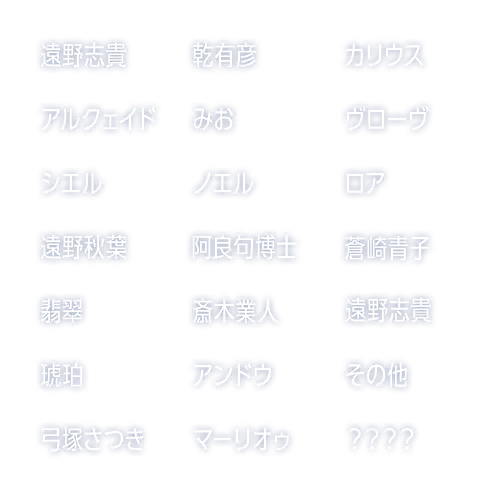 遠野志貴
乾有彦
カリウス
アルクェイド
みお
ヴローヴ
シエル
ノエル
ロア
遠野秋葉
阿良句博士
蒼崎青子
翡翠
斎木業人
遠野志貴
琥珀
アンドウ
その他
弓塚さつき
マーリオゥ
？？？？